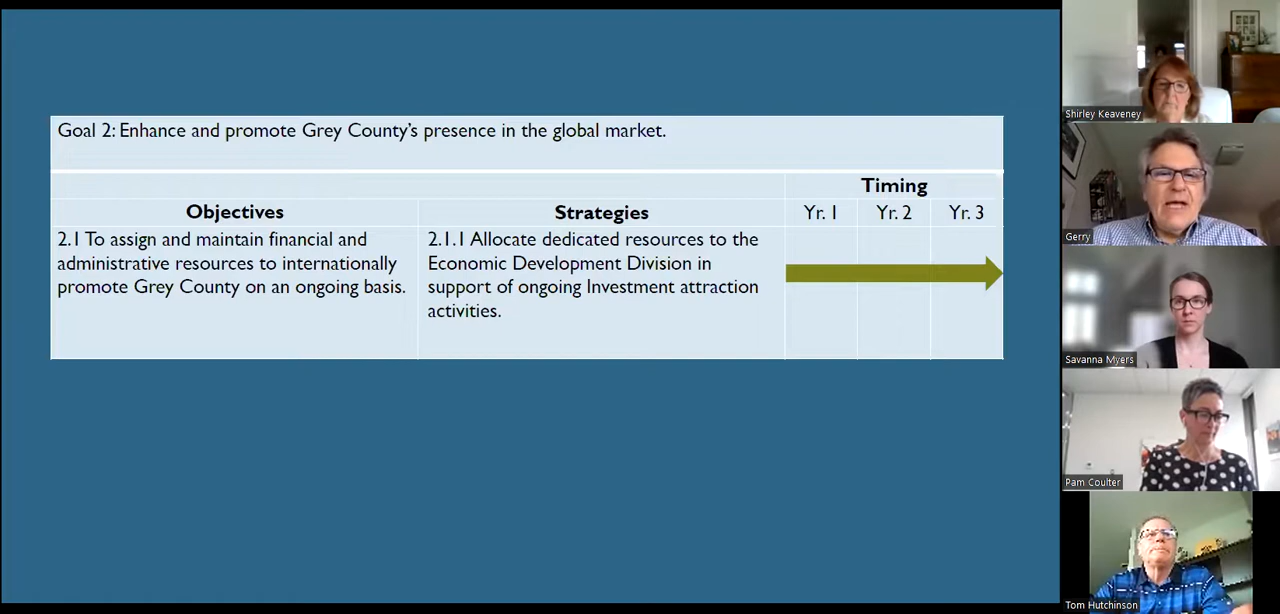 Goal 2: Enhance and promote Grey County's presence in the global market.
Timing
Objectives
Strategies
Yr. 1
Yr. 2
Yr. 3
2.1 To assign and maintain financial and
administrative resources to internationally
promote Grey County on an ongoing basis.
2.1.1 Allocate dedicated resources to the
Economic Development Division in
support of ongoing Investment attraction
activities.
Shirley Keaveney
Gerry
Savanna Myers
Pam Coulter
Tom Hutchinson